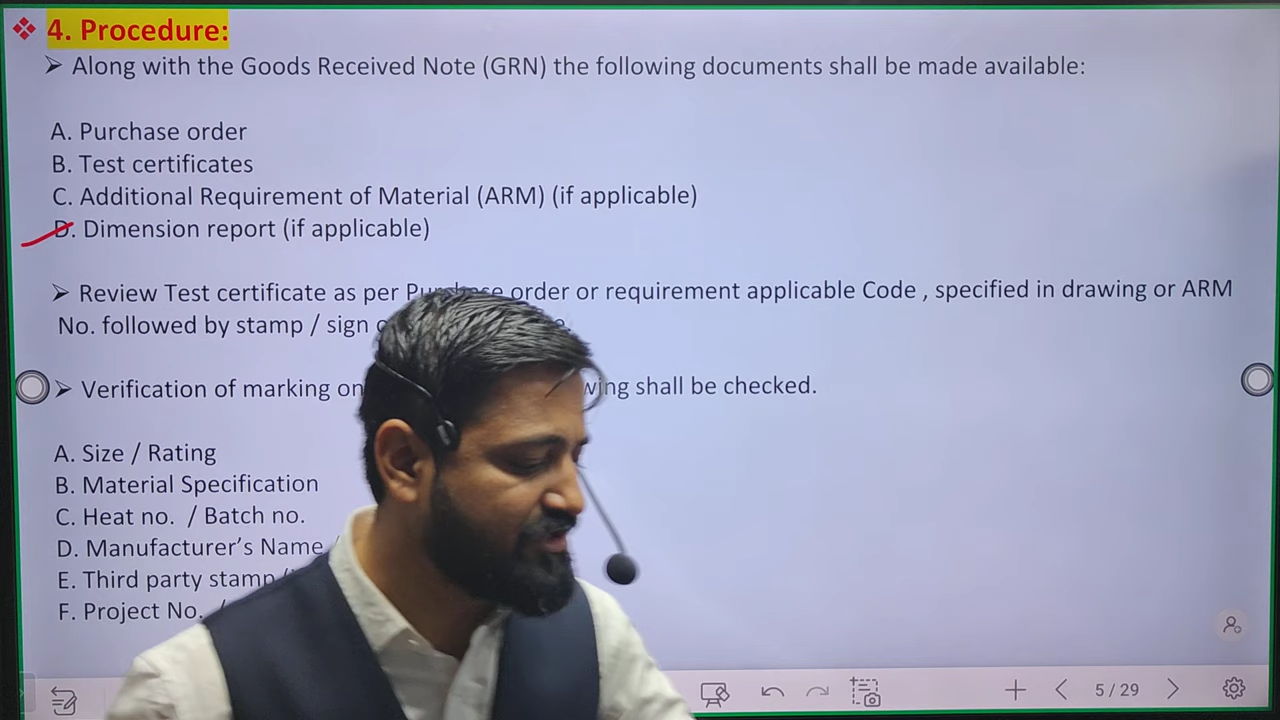 ❖ 4. Procedure:
➢ Along with the Goods Received Note (GRN) the following documents shall be made available:
A. Purchase order
B. Test certificates
C. Additional Requirement of Material (ARM) (if applicable)
D. Dimension report (if applicable)
➢ Review Test certificate as per Purchase order or requirement applicable Code , specified in drawing or ARM
No. followed by stamp / sign
➢ Verification of marking on shall be checked.
A. Size / Rating
B. Material Specification
C. Heat no. / Batch no.
D. Manufacturer's Name
E. Third party stamp
F. Project No.
5 / 29